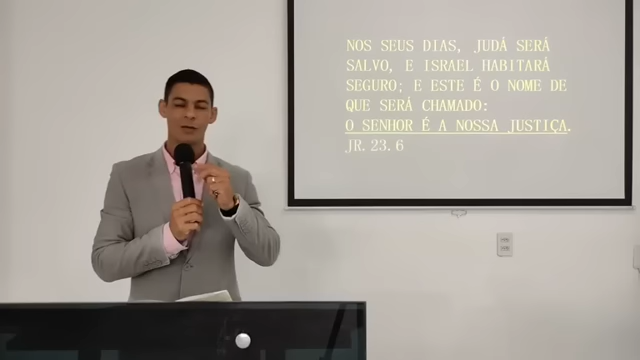 NOS SEUS DIAS, JUDÁ SERÁ
SALVO, E ISRAEL HABITARÁ
SEGURO; E ESTE É O NOME DE
QUE SERÁ CHAMADO:
O SENHOR É A NOSSA JUSTIÇA.
JR. 23.6